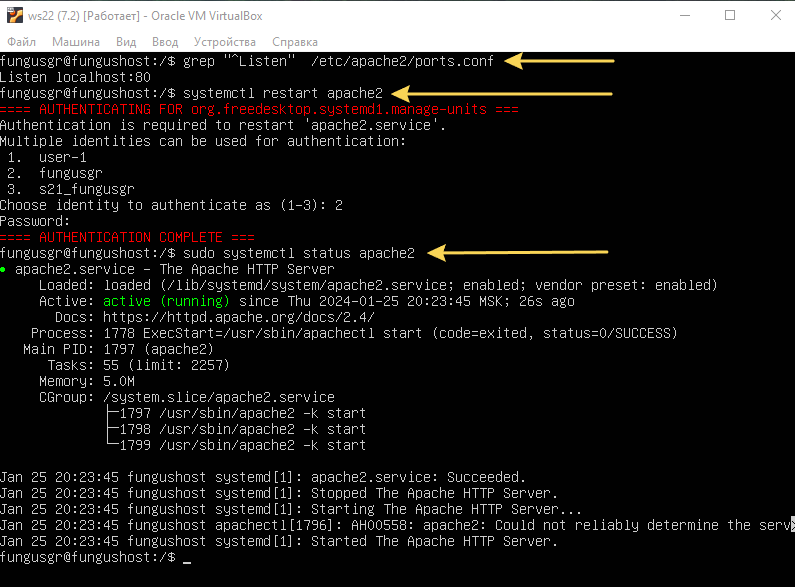 ws22 (7.2) [Работает] - Oracle VM VirtualBox
Файл Машина Вид Ввод Устройства Справка
fungusgr@fungushost:/$ grep "^Listen"  /etc/apache2/ports.conf
Listen localhost:80
fungusgr@fungushost:/$ systemctl restart apache2
==== AUTHENTICATING FOR org.freedesktop.systemd1.manage-units ===
Authentication is required to restart 'apache2.service'.
Multiple identities can be used for authentication:
 1.  user-1
 2.  fungusgr
 3.  s21_fungusgr
Choose identity to authenticate as (1-3): 2
Password:
==== AUTHENTICATION COMPLETE ===
fungusgr@fungushost:/$ sudo systemctl status apache2
● apache2.service - The Apache HTTP Server
     Loaded: loaded (/lib/systemd/system/apache2.service; enabled; vendor preset: enabled)
     Active: active (running) since Thu 2024-01-25 20:23:45 MSK; 26s ago
       Docs: https://httpd.apache.org/docs/2.4/
    Process: 1778 ExecStart=/usr/sbin/apachectl start (code=exited, status=0/SUCCESS)
   Main PID: 1797 (apache2)
      Tasks: 55 (limit: 2257)
     Memory: 5.0M
     CGroup: /system.slice/apache2.service
             ├─1797 /usr/sbin/apache2 -k start
             ├─1798 /usr/sbin/apache2 -k start
             └─1799 /usr/sbin/apache2 -k start
Jan 25 20:23:45 fungushost systemd[1]: apache2.service: Succeeded.
Jan 25 20:23:45 fungushost systemd[1]: Stopped The Apache HTTP Server.
Jan 25 20:23:45 fungushost systemd[1]: Starting The Apache HTTP Server...
Jan 25 20:23:45 fungushost apachectl[1796]: AH00558: apache2: Could not reliably determine the serv>
Jan 25 20:23:45 fungushost systemd[1]: Started The Apache HTTP Server.
fungusgr@fungushost:/$ _